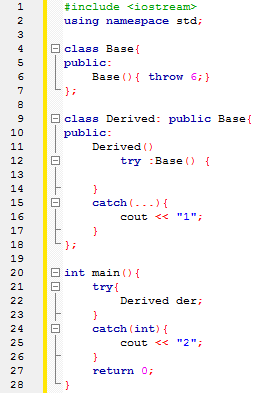 1 #include <iostream>
2 using namespace std;
3
4 class Base{
5 public:
6     Base(){ throw 6;}
7 };
8
9 class Derived: public Base{
10 public:
11     Derived()
12         try :Base() {
13
14         }
15     catch(...){
16         cout << "1";
17     }
18 };
19
20 int main(){
21     try{
22         Derived der;
23     }
24     catch(int){
25         cout << "2";
26     }
27     return 0;
28 }